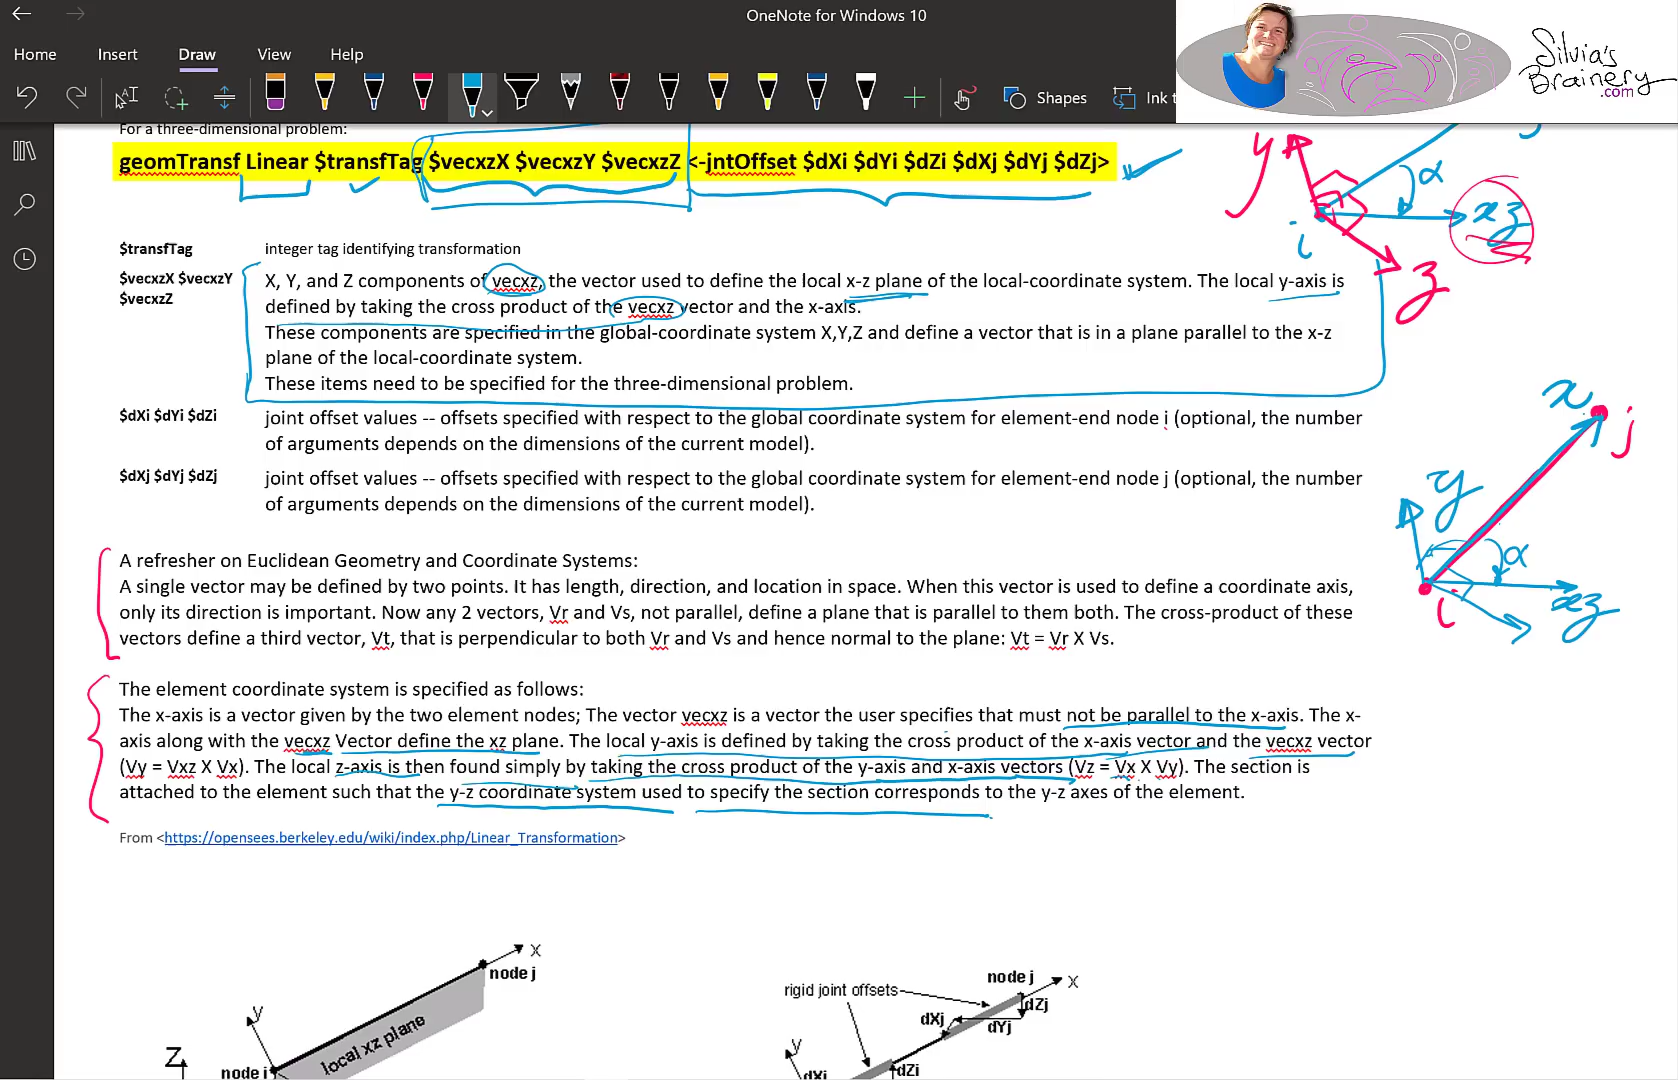 OneNote for Windows 10
Home Insert Draw View Help
Shapes
Ink t
Silvia's
Brainery
.com
For a three-dimensional problem:
geomTransf Linear $transfTag $vecxzX $vecxzY $vecxzZ <-jntOffset $dXi $dYi $dZi $dXj $dYj $dZj>
y
α
xz
i
z
$transfTag integer tag identifying transformation
$vecxzX $vecxzY
$vecxzZ
X, Y, and Z components of vecxz, the vector used to define the local x-z plane of the local-coordinate system. The local y-axis is
defined by taking the cross product of the vecxz vector and the x-axis.
These components are specified in the global-coordinate system X,Y,Z and define a vector that is in a plane parallel to the x-z
plane of the local-coordinate system.
These items need to be specified for the three-dimensional problem.
$dXi $dYi $dZi joint offset values -- offsets specified with respect to the global coordinate system for element-end node i (optional, the number
of arguments depends on the dimensions of the current model).
$dXj $dYj $dZj joint offset values -- offsets specified with respect to the global coordinate system for element-end node j (optional, the number
of arguments depends on the dimensions of the current model).
x
j
y
α
xz
i
A refresher on Euclidean Geometry and Coordinate Systems:
A single vector may be defined by two points. It has length, direction, and location in space. When this vector is used to define a coordinate axis,
only its direction is important. Now any 2 vectors, Vr and Vs, not parallel, define a plane that is parallel to them both. The cross-product of these
vectors define a third vector, Vt, that is perpendicular to both Vr and Vs and hence normal to the plane: Vt = Vr X Vs.
The element coordinate system is specified as follows:
The x-axis is a vector given by the two element nodes; The vector vecxz is a vector the user specifies that must not be parallel to the x-axis. The x-
axis along with the vecxz Vector define the xz plane. The local y-axis is defined by taking the cross product of the x-axis vector and the vecxz vector
(Vy = Vxz X Vx). The local z-axis is then found simply by taking the cross product of the y-axis and x-axis vectors (Vz = Vx X Vy). The section is
attached to the element such that the y-z coordinate system used to specify the section corresponds to the y-z axes of the element.
From <https://opensees.berkeley.edu/wiki/index.php/Linear_Transformation>
x
node j
y
local xz plane
Z
node i
node j
x
rigid joint offsets
dZj
dXj
dYj
y
dXi
dZi